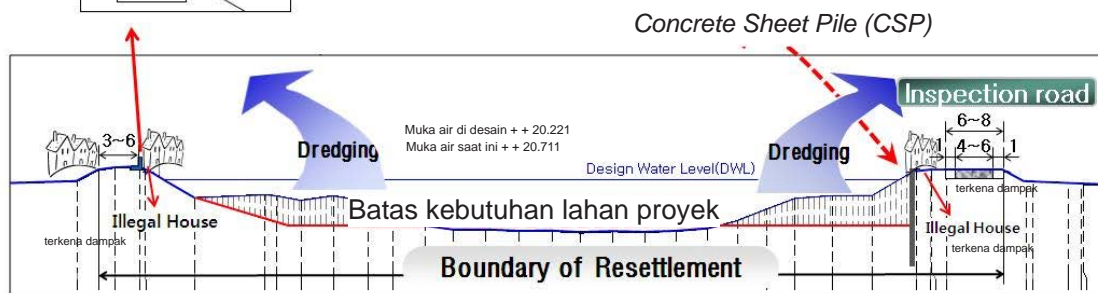 Concrete Sheet Pile (CSP)
Inspection road
6~8
3~6
1
4~6
1
Muka air di desain + + 20.221
Muka air saat ini + + 20.711
Dredging
Dredging
Design Water Level(DWL)
terkena dampak
Batas kebutuhan lahan proyek
Illegal House
Illegal House
terkena dampak
terkena dampak
Boundary of Resettlement